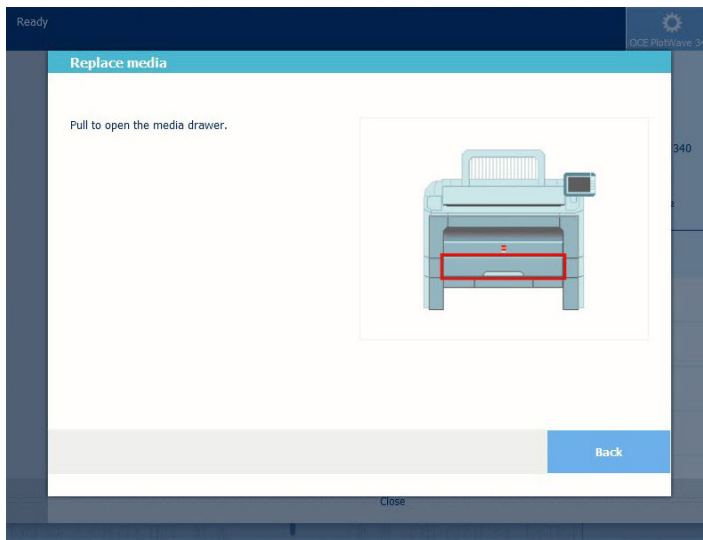 Ready
OCE PlotWave 3
Replace media
Pull to open the media drawer.
340
Back
Close